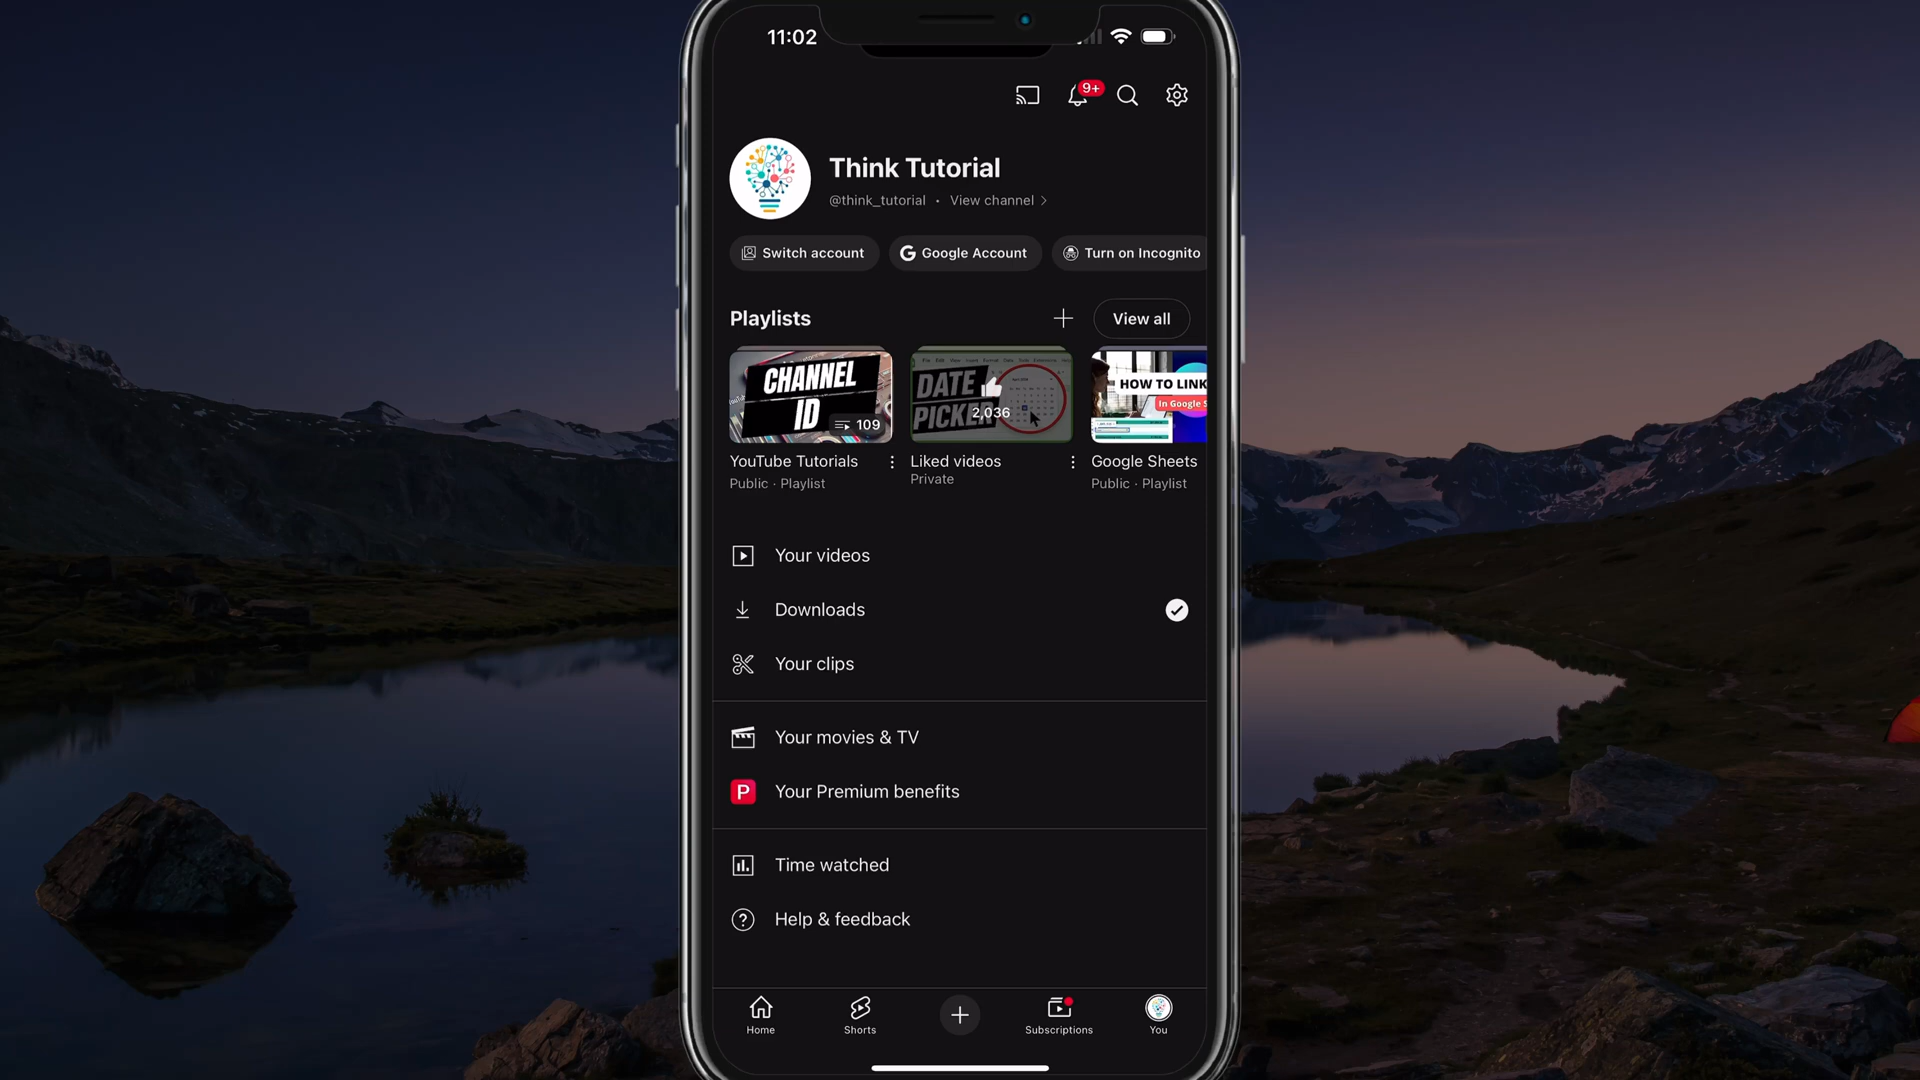 11:02
9+
Think Tutorial
@think_tutorial • View channel
Switch account
Google Account
Turn on Incognito
Playlists
View all
CHANNEL
ID
109
DATE
PICKER
2,036
HOW TO LINK
In Google S
YouTube Tutorials
Public · Playlist
Liked videos
Private
Google Sheets
Public · Playlist
Your videos
Downloads
Your clips
Your movies & TV
P
Your Premium benefits
Time watched
Help & feedback
Home
Shorts
Subscriptions
You